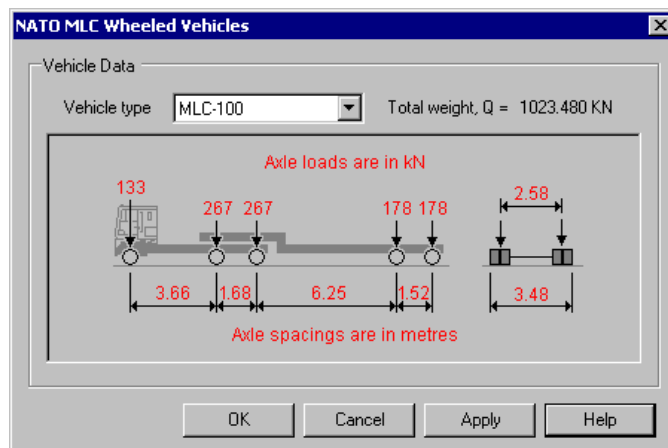 NATO MLC Wheeled Vehicles
Vehicle Data
Vehicle type MLC-100 Total weight, Q = 1023.480 KN
Axle loads are in kN
133
267 267 178 178 2.58
3.66 1.68 6.25 1.52 3.48
Axle spacings are in metres
OK Cancel Apply Help